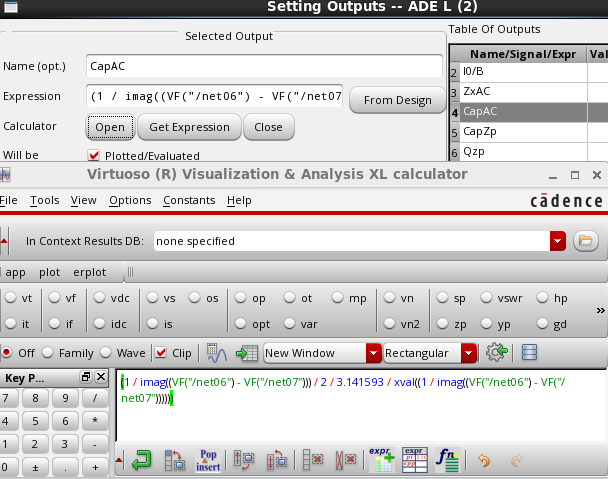 Setting Outputs -- ADE L (2)
Selected Output
Table Of Outputs
Name (opt.)
CapAC
Expression
(1 / imag((VF("/net06") - VF("/net07
From Design
Calculator
Open
Get Expression
Close
Will be
Plotted/Evaluated
Name/Signal/Expr
Val
2 I0/B
3 ZxAC
4 CapAC
5 CapZp
6 Qzp
Virtuoso (R) Visualization & Analysis XL calculator
File Tools View Options Constants Help
cādence
In Context Results DB: none specified
app plot erplot
vt vf vdc vs os op ot mp vn sp vswr hp
it if idc is opt var vn2 zp yp gd
»
Off Family Wave Clip New Window Rectangular
Key P...
7 8 9 /
4 5 6 *
1 2 3 -
0 ± . +
(1 / imag((VF("/net06") - VF("/net07"))) / 2 / 3.141593 / xval((1 / imag((VF("/net06") - VF("/
net07")))))
Pop
insert
expr
expr
fn